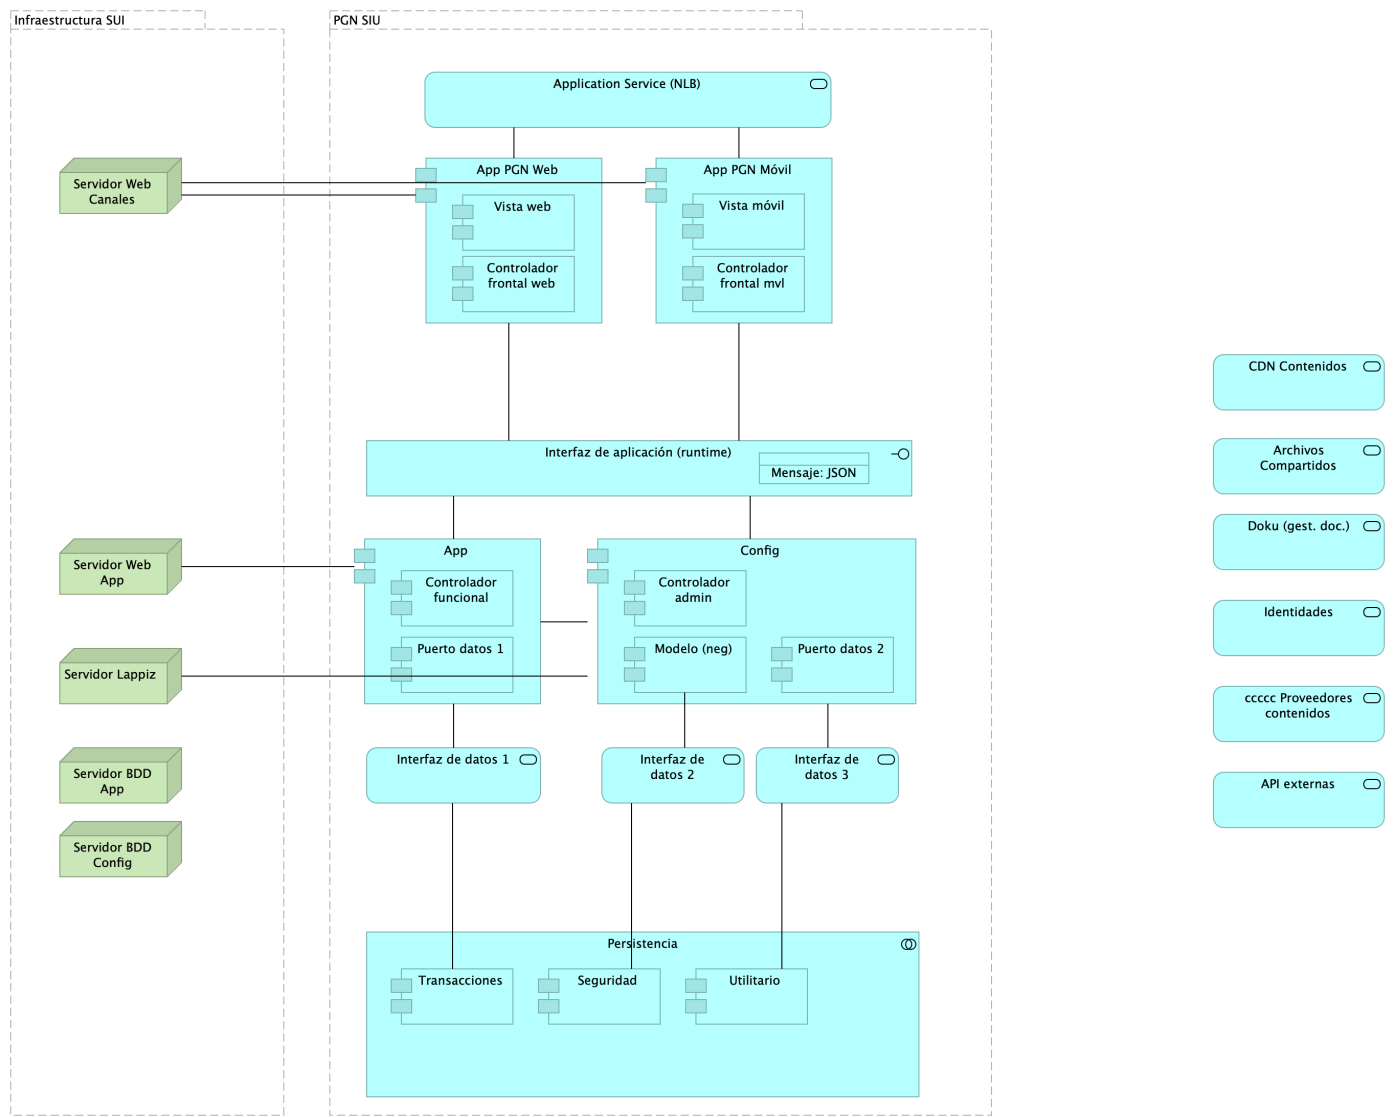 Infraestructura SUI
PGN SIU
Application Service (NLB)
Servidor Web
Canales
App PGN Web
Vista web
Controlador
frontal web
App PGN Móvil
Vista móvil
Controlador
frontal mvl
Interfaz de aplicación (runtime)
Mensaje: JSON
Servidor Web
App
App
Controlador
funcional
Puerto datos 1
Config
Controlador
admin
Modelo (neg)
Puerto datos 2
Servidor Lappiz
Interfaz de datos 1
Interfaz de
datos 2
Interfaz de
datos 3
Servidor BDD
App
Servidor BDD
Config
Persistencia
Transacciones
Seguridad
Utilitario
CDN Contenidos
Archivos
Compartidos
Doku (gest. doc.)
Identidades
ccccc Proveedores
contenidos
API externas